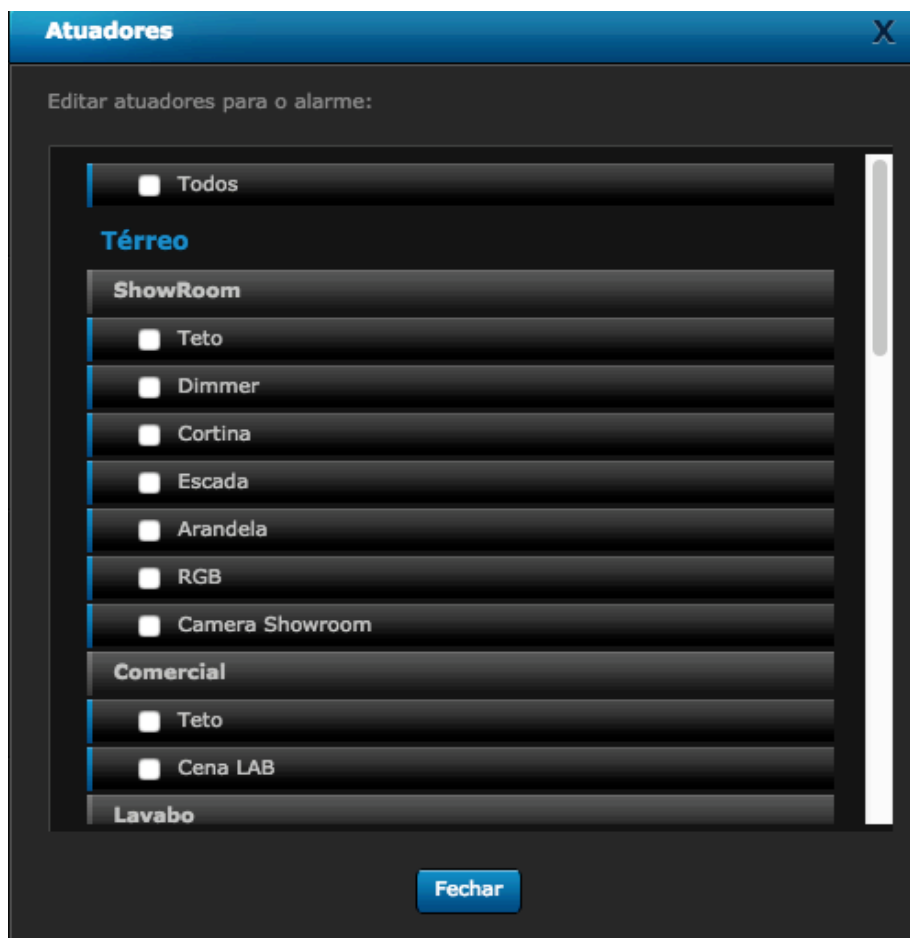 Atuadores X
Editar atuadores para o alarme:
Todos
Térreo
ShowRoom
Teto
Dimmer
Cortina
Escada
Arandela
RGB
Camera Showroom
Comercial
Teto
Cena LAB
Lavabo
Fechar